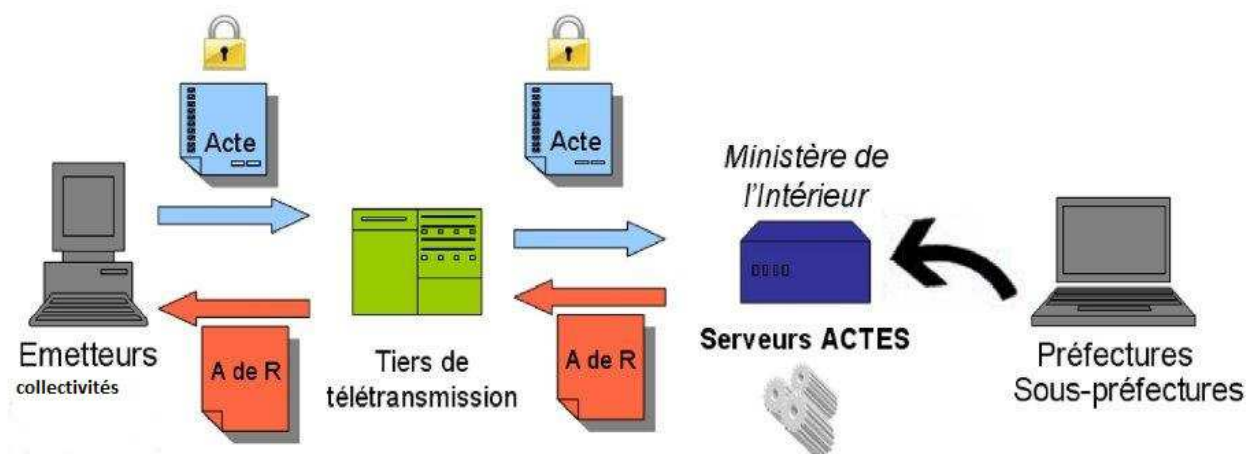 Acte
Acte
Ministère de
l'Intérieur
Emetteurs
collectivités
A de R
Tiers de
télétransmission
A de R
Serveurs ACTES
Préfectures
Sous-préfectures